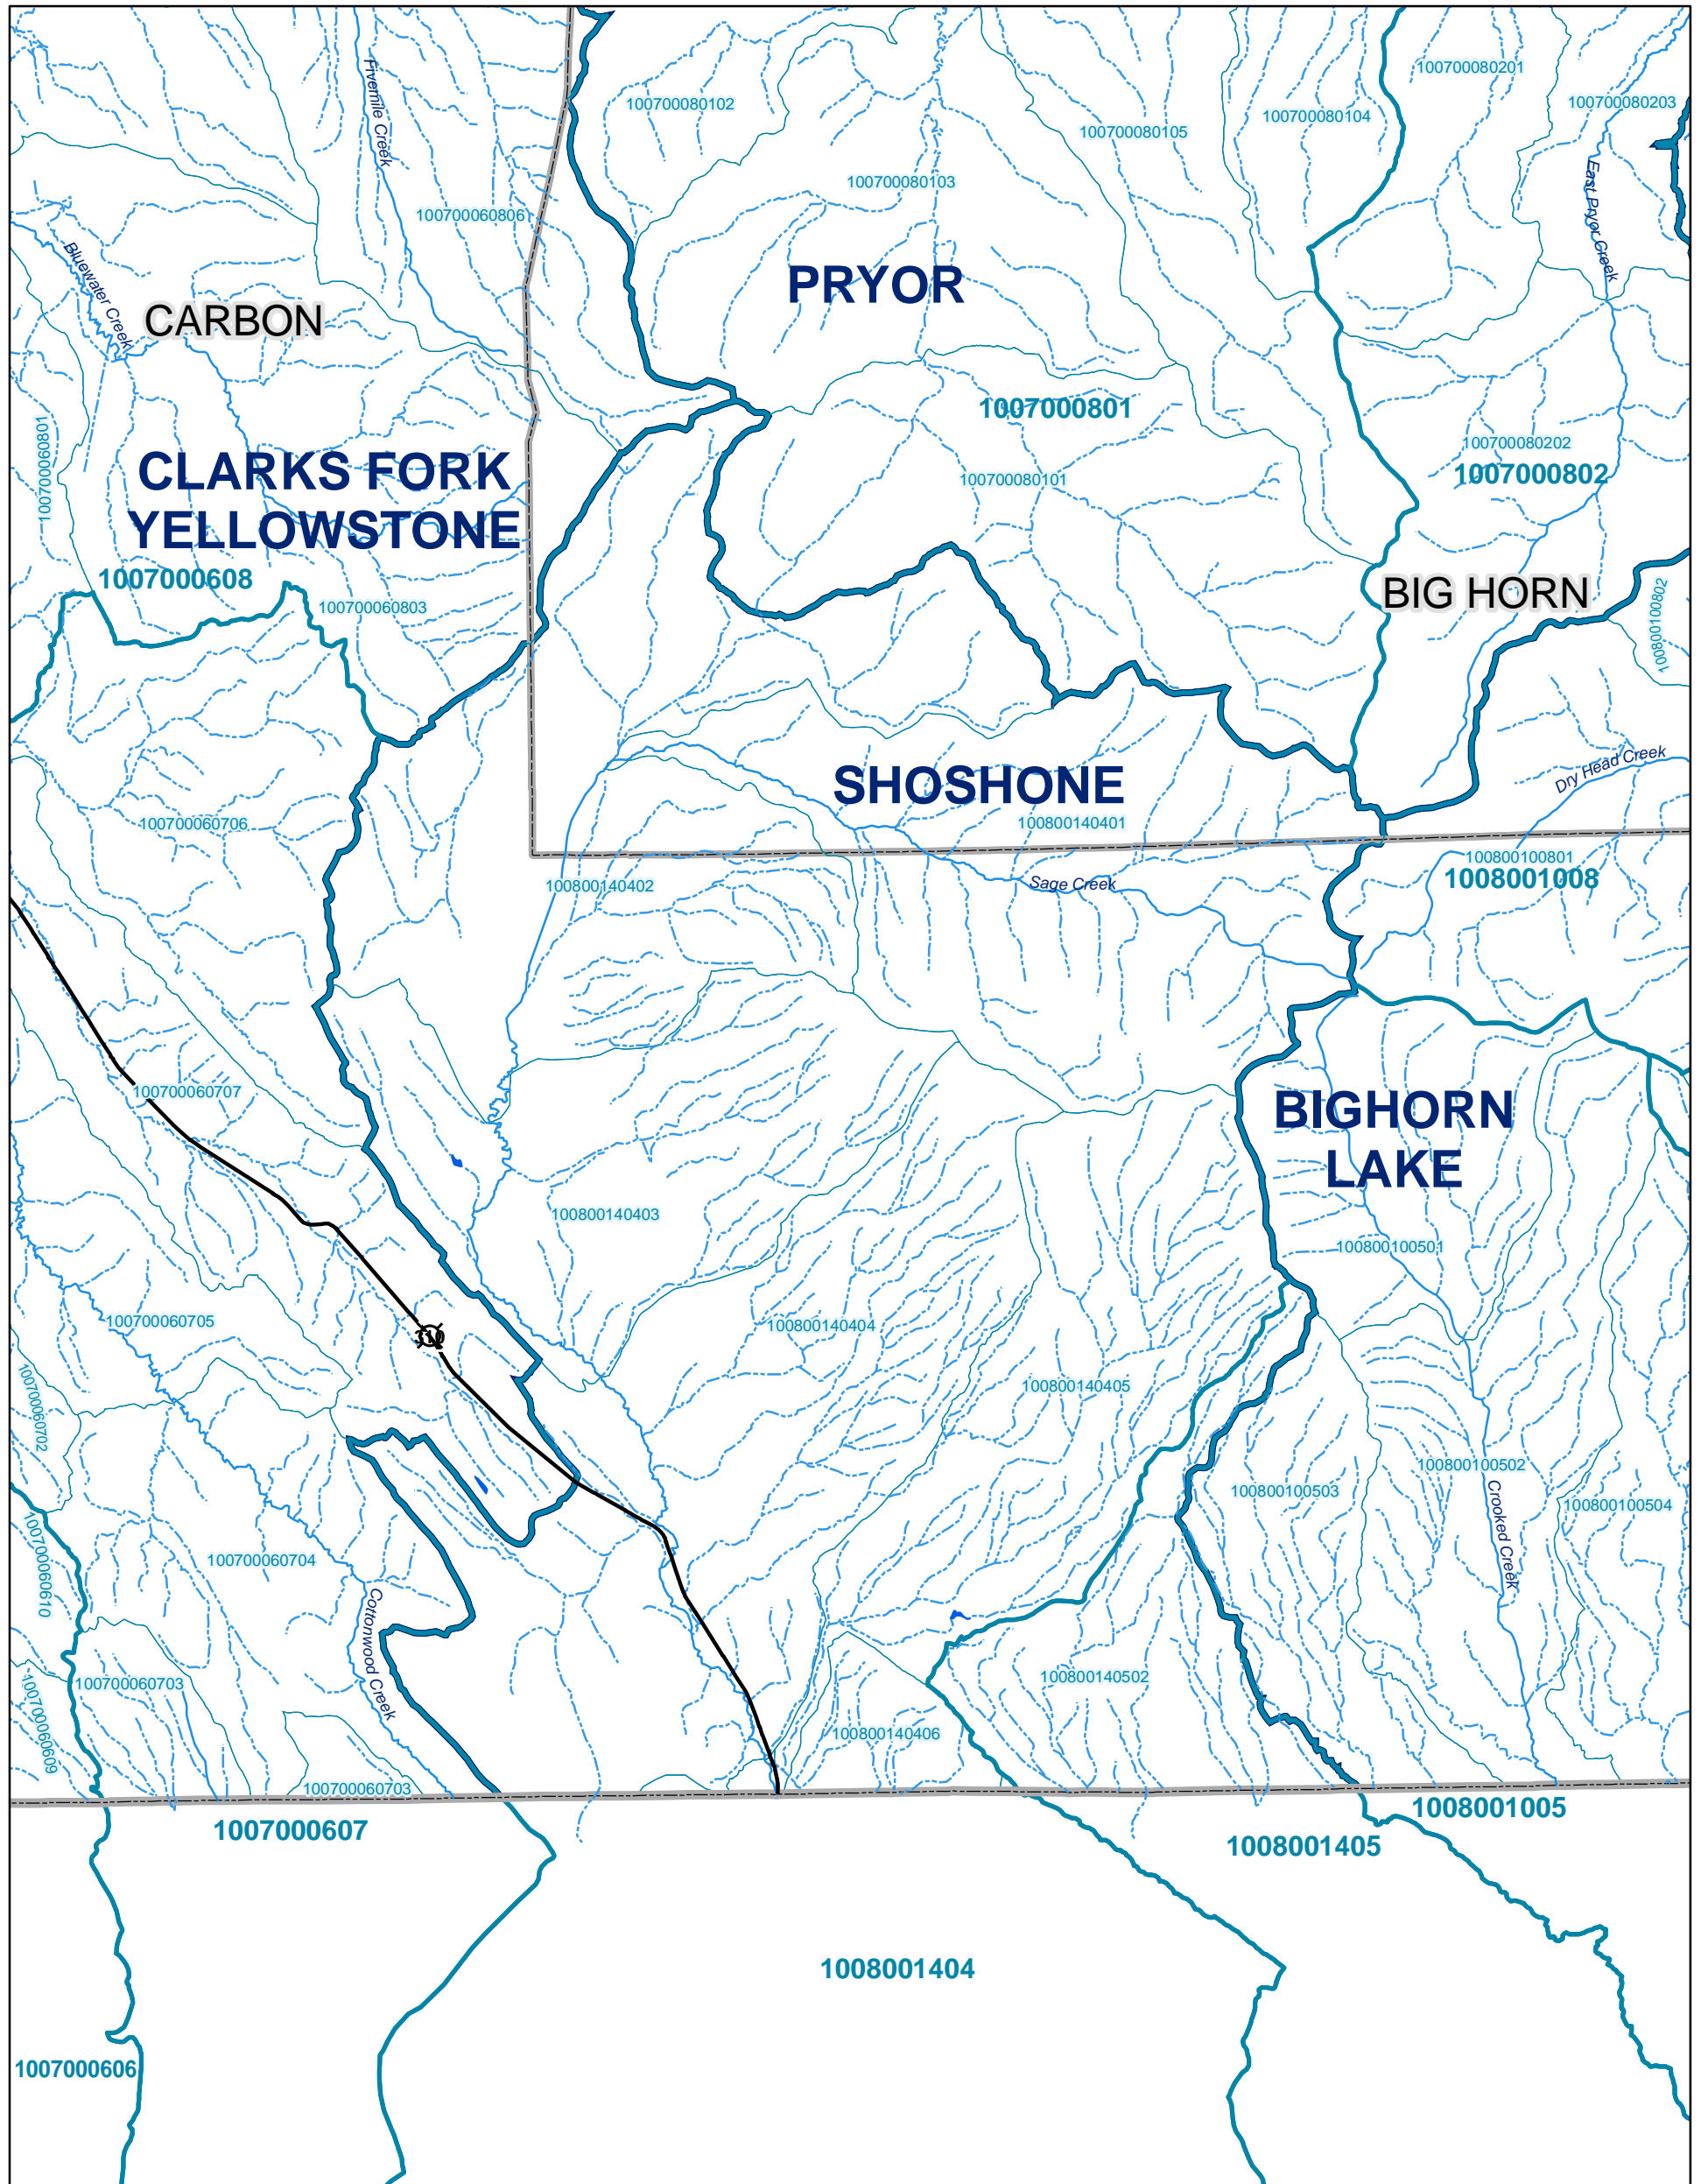 100700080201
100700080102
100700080203
100700080104
100700080105
Fivemile Creek
100700080103
100700060806
East Pryor Creek
Bluewater Creek
PRYOR
CARBON
1007000801
100700080202
100700060801
CLARKS FORK
YELLOWSTONE
1007000802
100700080101
1007000608
BIG HORN
100700060803
100800100802
SHOSHONE
Dry Head Creek
100700060706
100800140401
100800100801
1008001008
100800140402
Sage Creek
100700060707
BIGHORN
LAKE
100800140403
100800100501
100700060705
100800140404
310
100800140405
100700060702
100800100502
100800100503
100800100504
Crooked Creek
100700060610
100700060704
Cottonwood Creek
100800140502
100700060703
100700060609
100800140406
100700060703
1008001005
1007000607
1008001405
1008001404
1007000606